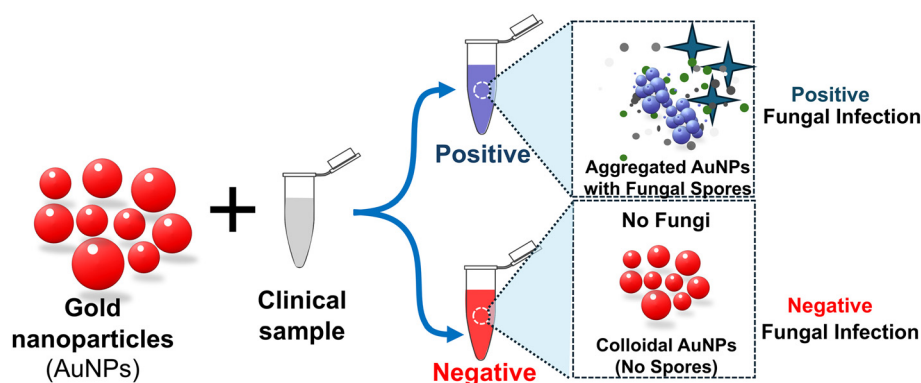 Gold
nanoparticles
(AuNPs)
+
Clinical
sample
Positive
Aggregated AuNPs
with Fungal Spores
Positive
Fungal Infection
Negative
No Fungi
Colloidal AuNPs
(No Spores)
Negative
Fungal Infection